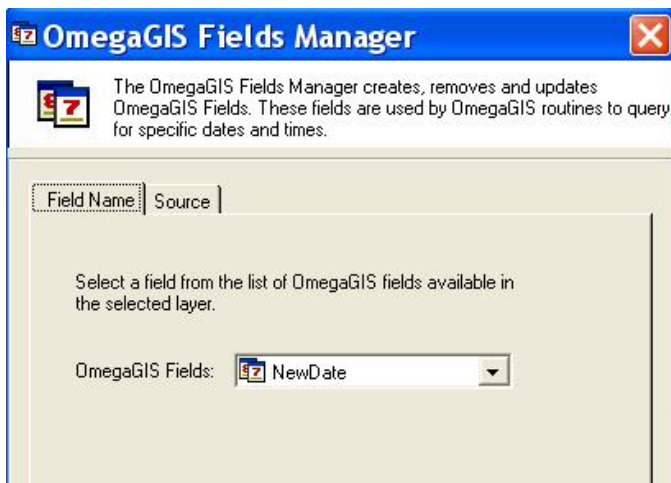 OmegaGIS Fields Manager
The OmegaGIS Fields Manager creates, removes and updates
OmegaGIS Fields. These fields are used by OmegaGIS routines to query
for specific dates and times.
Field Name Source
Select a field from the list of OmegaGIS fields available in
the selected layer.
OmegaGIS Fields: NewDate